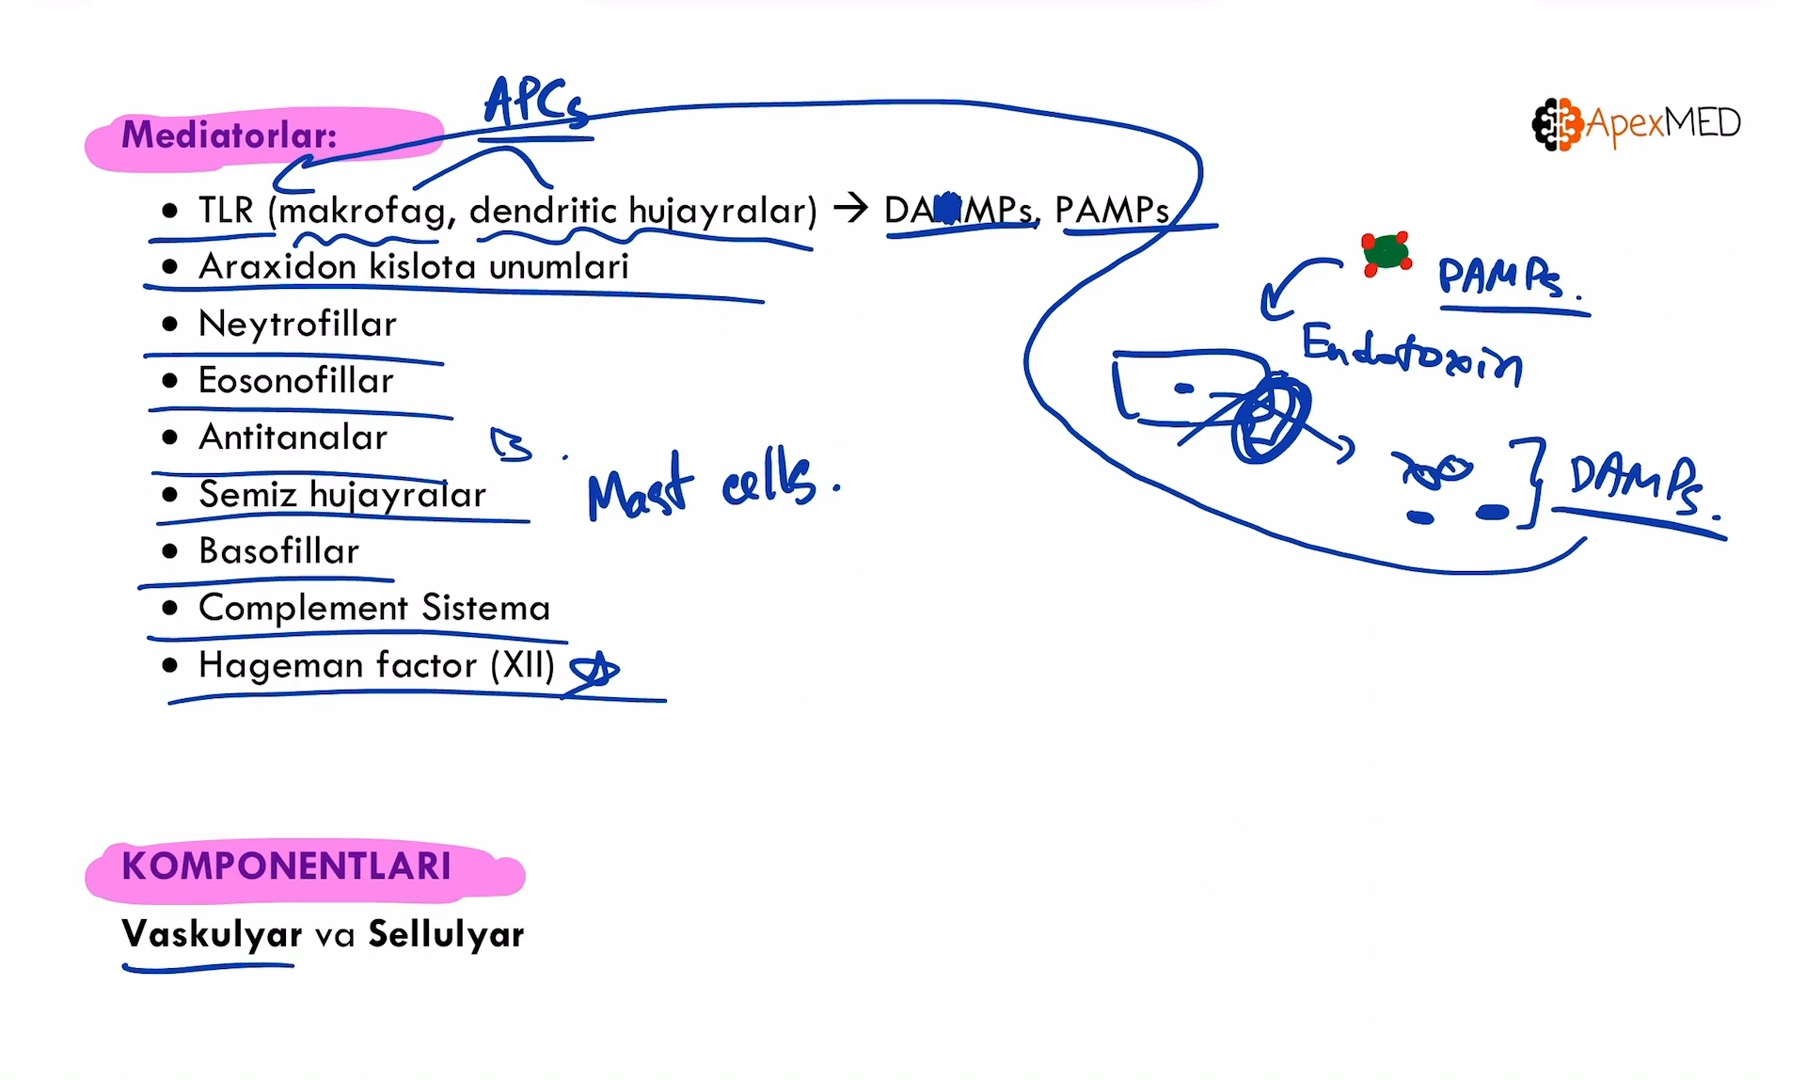 APCs
Mediatorlar:
ApexMED
• TLR (makrofag, dendritic hujayralar) → DAMPs, PAMPs
• Araxidon kislota unumlari
PAMPs.
• Neytrofillar
Endotoxin
• Eosonofillar
• Antitanalar
B.
Mast cells.
DAMPs.
• Semiz hujayralar
• Basofillar
• Complement Sistema
• Hageman factor (XII)
KOMPONENTLARI
Vaskulyar va Sellulyar